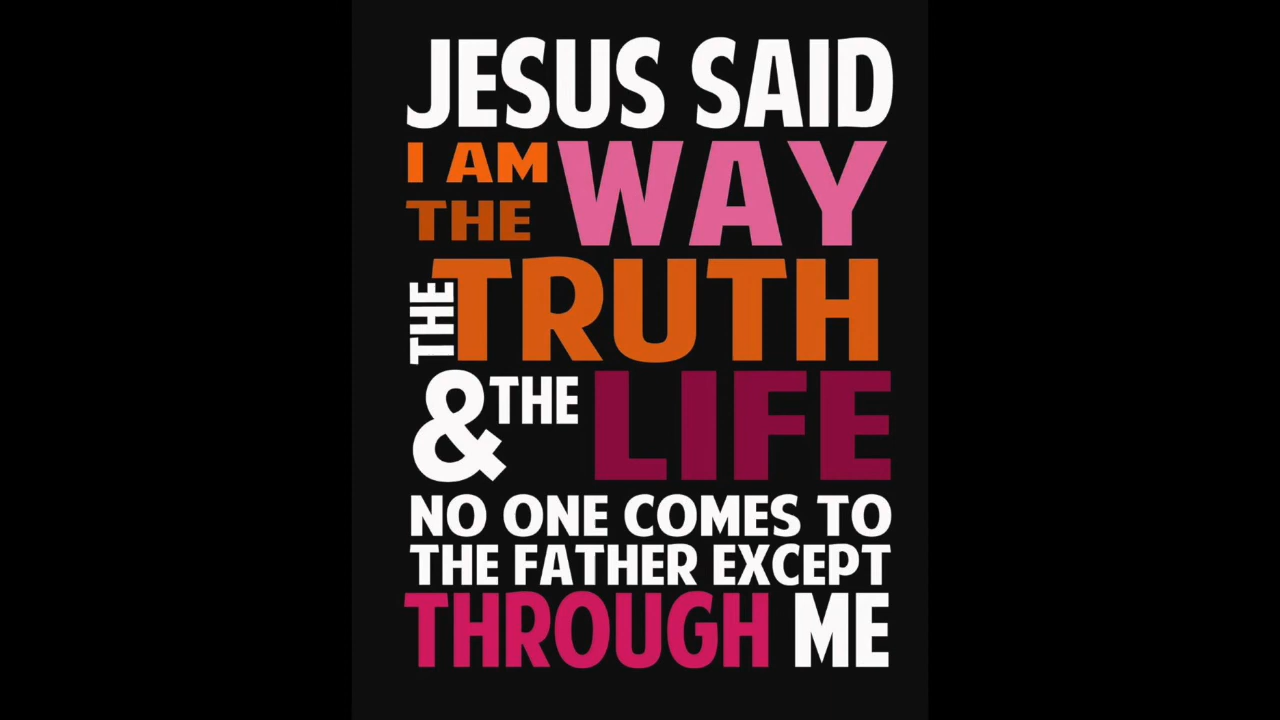 JESUS SAID
I AM
THE WAY
THE TRUTH
& THE LIFE
NO ONE COMES TO
THE FATHER EXCEPT
THROUGH ME